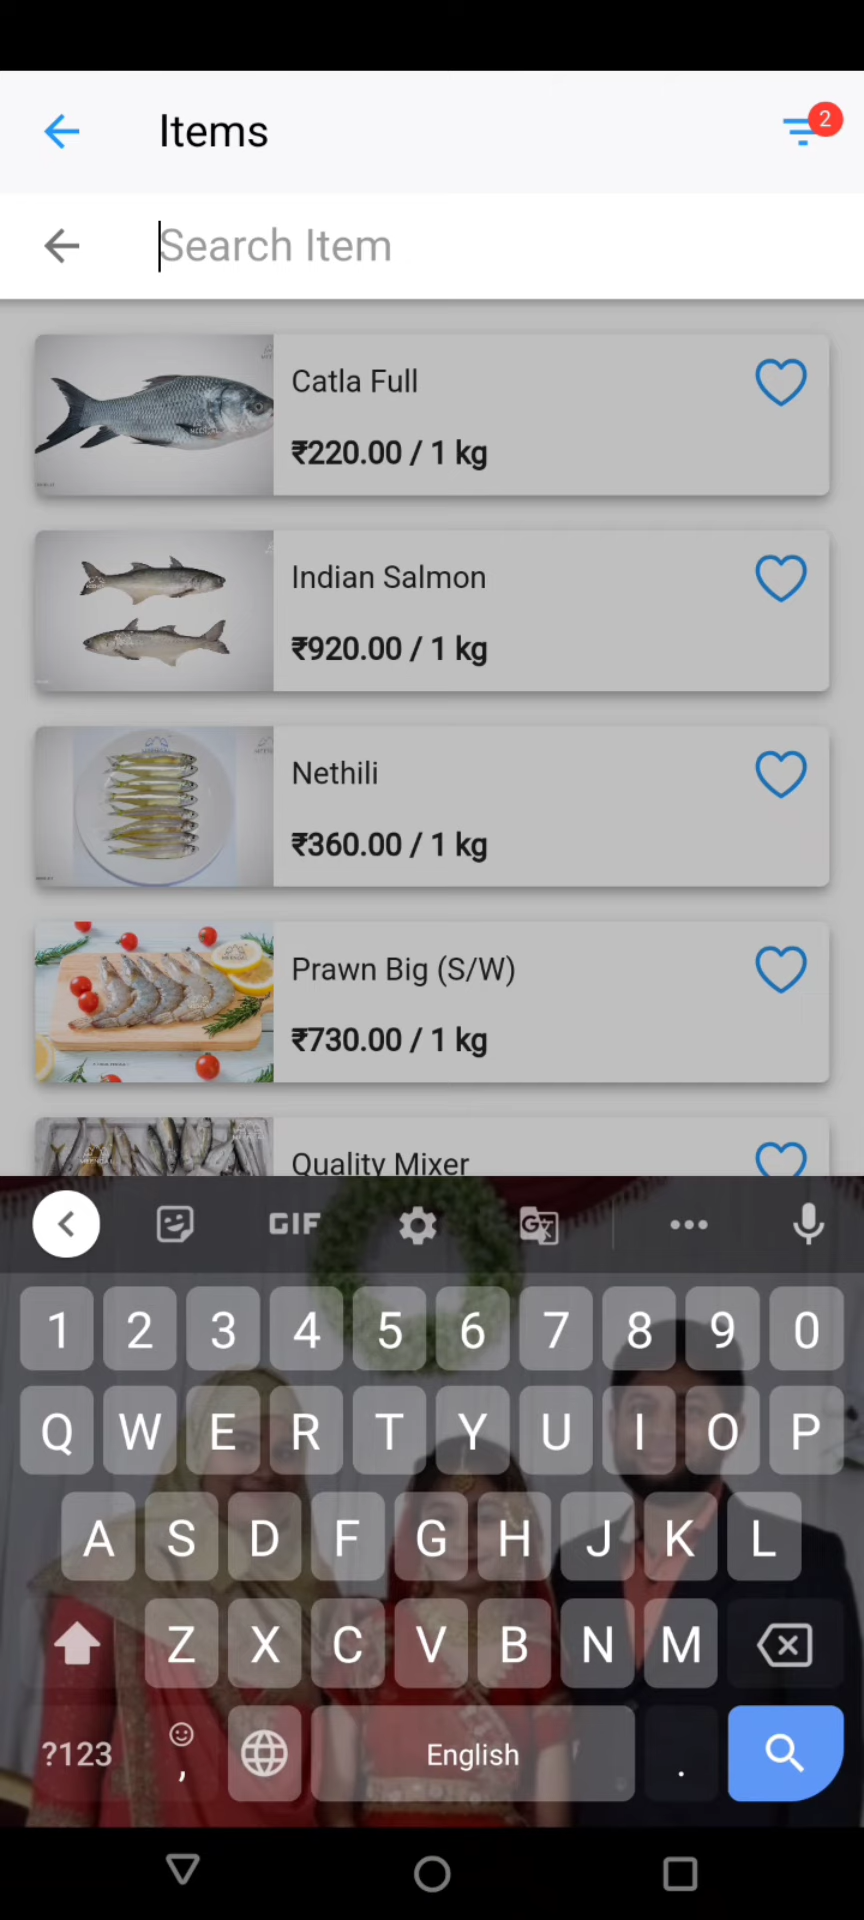 Items
2
Search Item
Catla Full
₹220.00 / 1 kg
Indian Salmon
₹920.00 / 1 kg
Nethili
₹360.00 / 1 kg
Prawn Big (S/W)
₹730.00 / 1 kg
Quality Mixer
GIF
1 2 3 4 5 6 7 8 9 0
Q W E R T Y U I O P
A S D F G H J K L
Z X C V B N M
?123 , English .